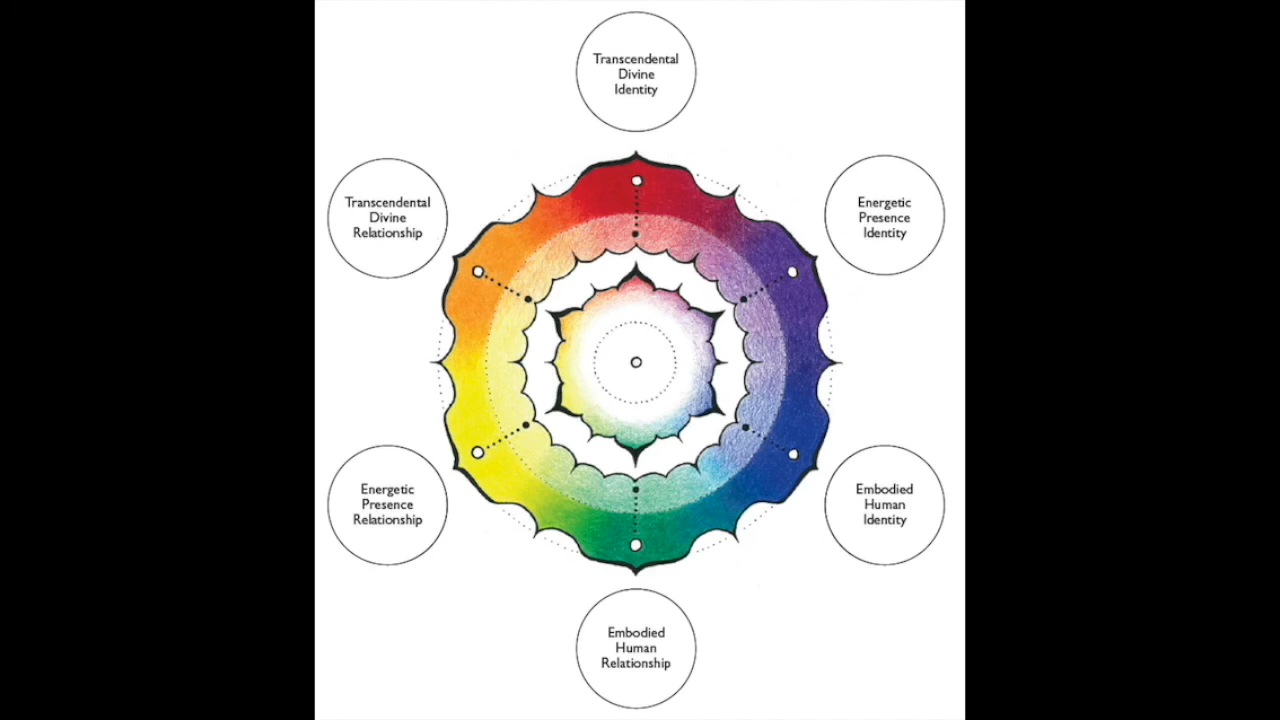 Transcendental
Divine
Identity
Transcendental
Divine
Relationship
Energetic
Presence
Identity
Energetic
Presence
Relationship
Embodied
Human
Identity
Embodied
Human
Relationship